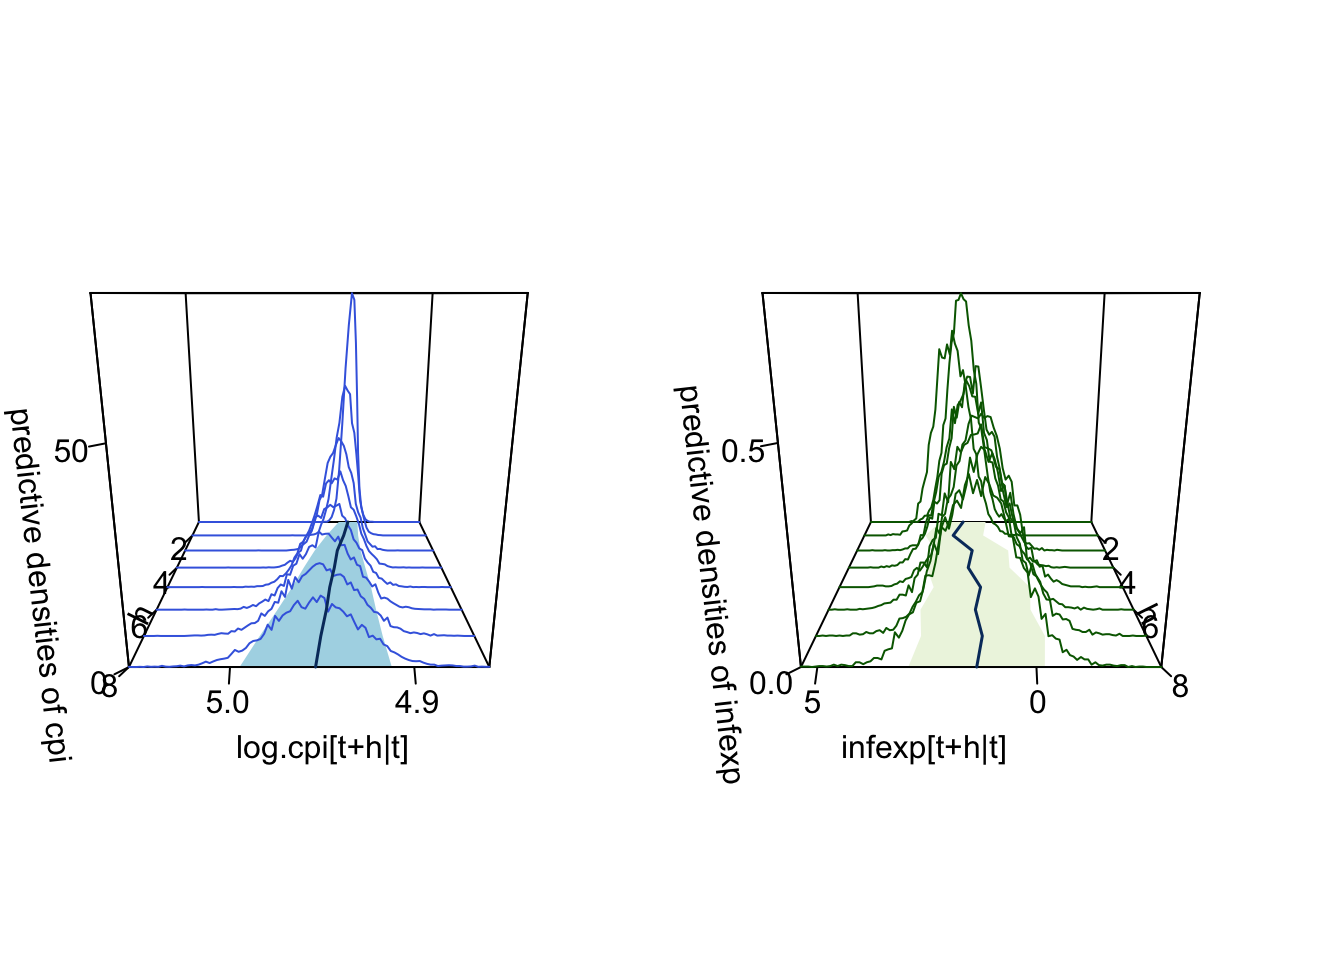 predictive densities of cpi
50
0
2
4
6
8
h
5.0
4.9
log.cpi[t+h|t]
predictive densities of infexp
0.5
0.0
5
0
infexp[t+h|t]
2
4
6
8
h